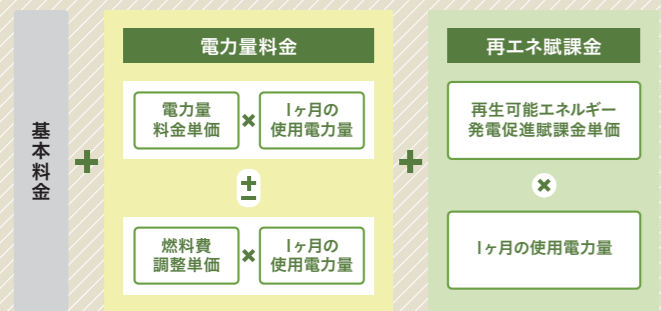 基本料金
+
電力量料金
電力量
料金単価
×
1ヶ月の
使用電力量
±
燃料費
調整単価
×
1ヶ月の
使用電力量
+
再エネ賦課金
再生可能エネルギー
発電促進賦課金単価
×
1ヶ月の使用電力量